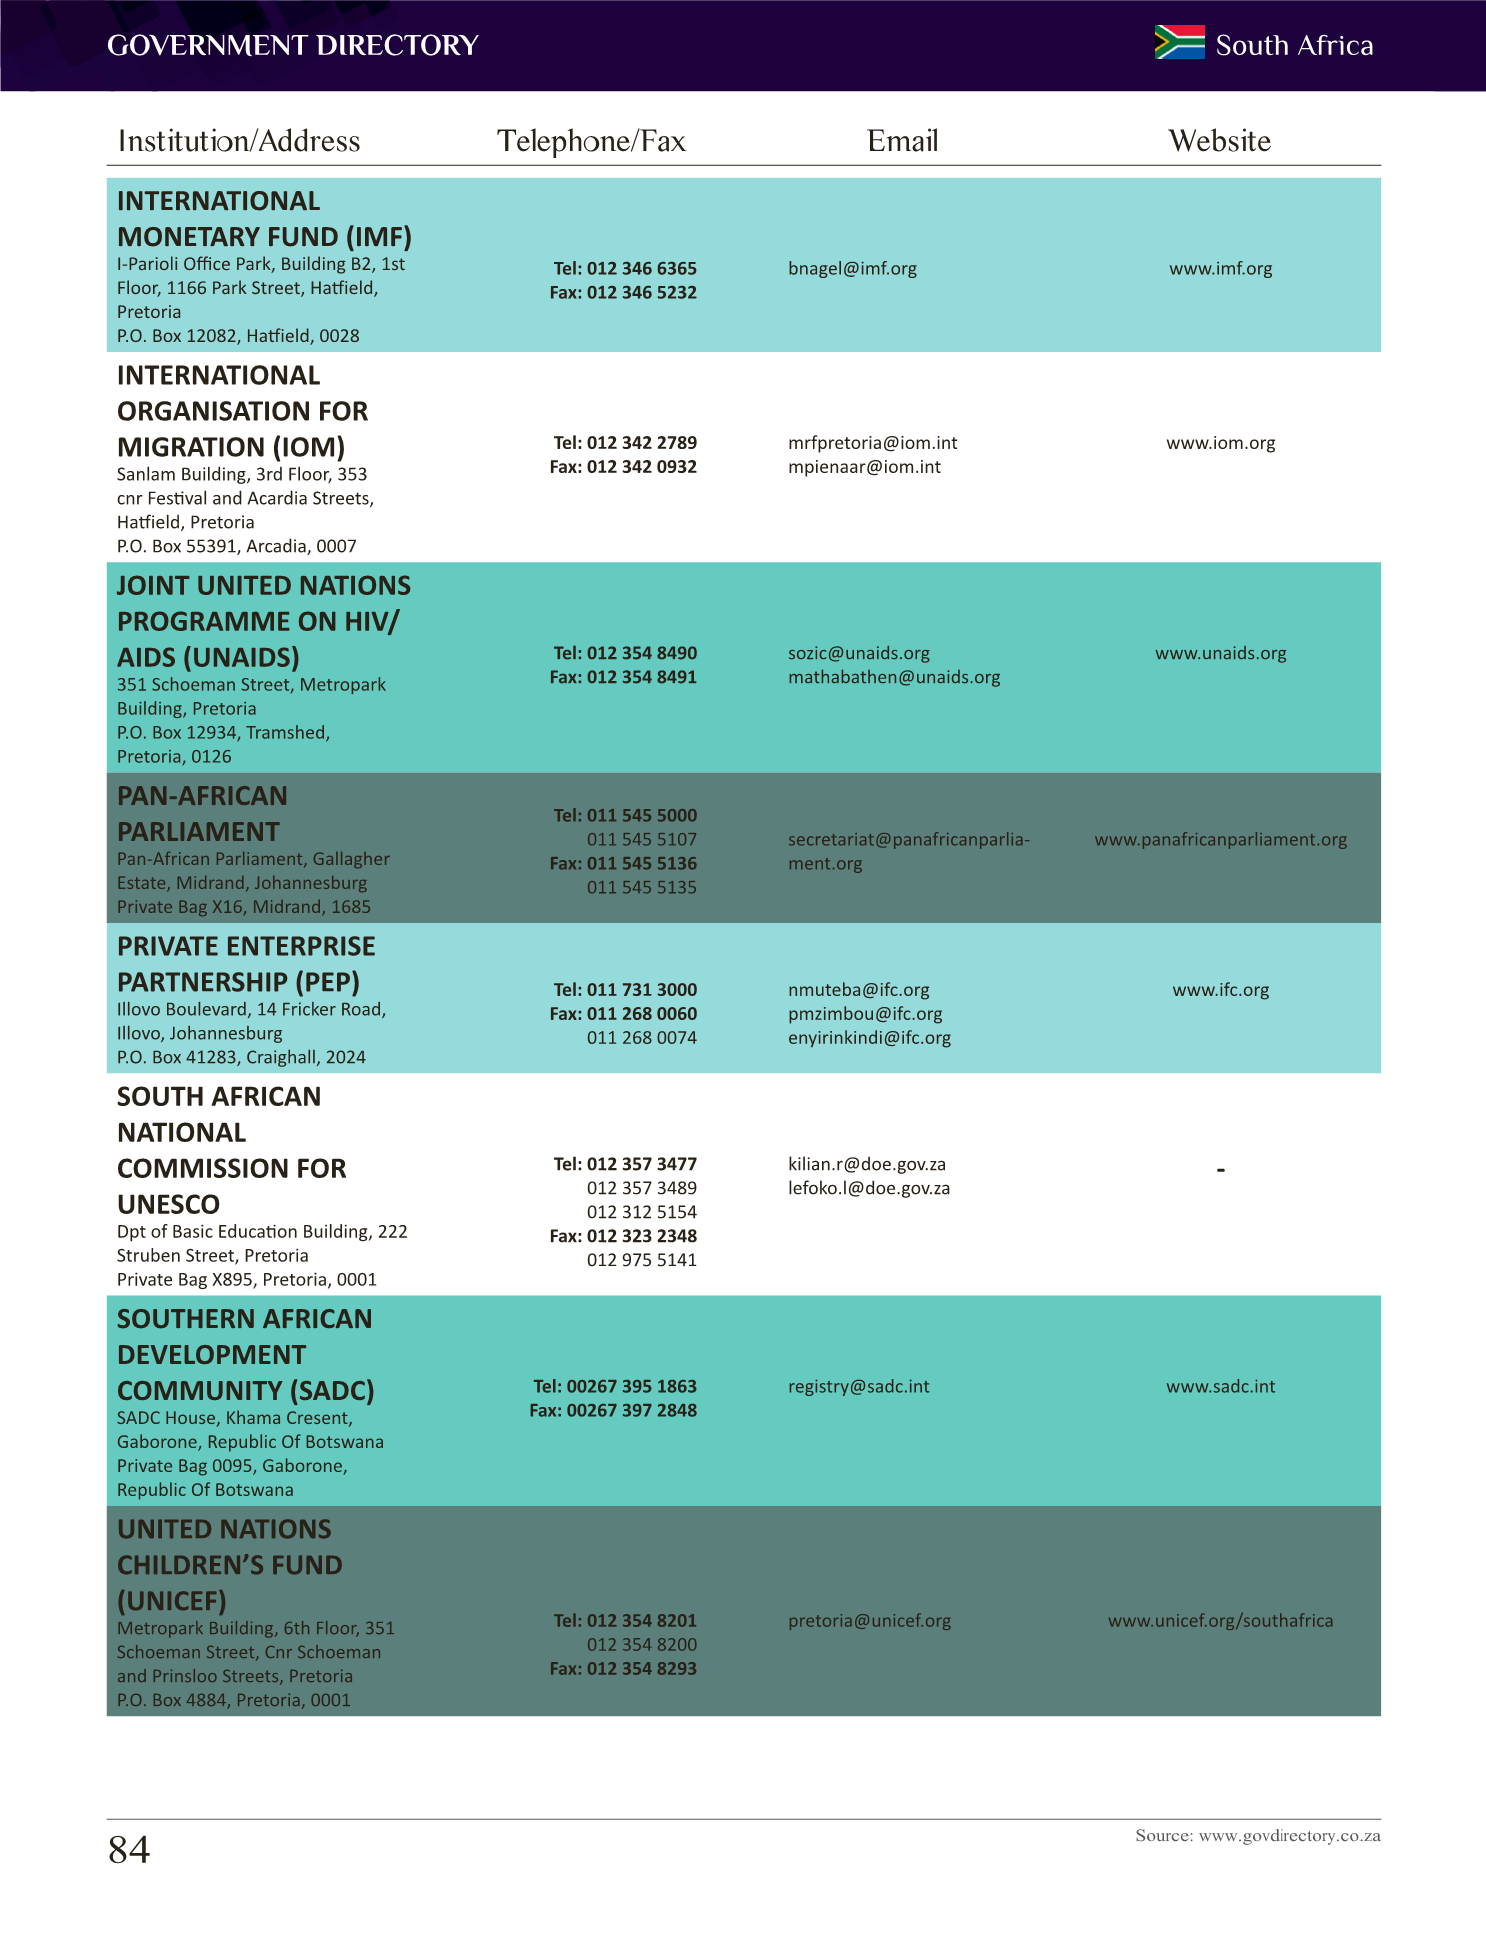 GOVERNMENT DIRECTORY
South Africa
Institution/Address
Telephone/Fax
Email
Website
INTERNATIONAL
MONETARY FUND (IMF)
I-Parioli Office Park, Building B2, 1st
Floor, 1166 Park Street, Hatfield,
Pretoria
P.O. Box 12082, Hatfield, 0028
Tel: 012 346 6365
Fax: 012 346 5232
bnagel@imf.org
www.imf.org
INTERNATIONAL
ORGANISATION FOR
MIGRATION (IOM)
Sanlam Building, 3rd Floor, 353
cnr Festival and Acardia Streets,
Hatfield, Pretoria
P.O. Box 55391, Arcadia, 0007
Tel: 012 342 2789
Fax: 012 342 0932
mrfpretoria@iom.int
mpienaar@iom.int
www.iom.org
JOINT UNITED NATIONS
PROGRAMME ON HIV/
AIDS (UNAIDS)
351 Schoeman Street, Metropark
Building, Pretoria
P.O. Box 12934, Tramshed,
Pretoria, 0126
Tel: 012 354 8490
Fax: 012 354 8491
sozic@unaids.org
mathabathen@unaids.org
www.unaids.org
PAN-AFRICAN
PARLIAMENT
Pan-African Parliament, Gallagher
Estate, Midrand, Johannesburg
Private Bag X16, Midrand, 1685
Tel: 011 545 5000
011 545 5107
Fax: 011 545 5136
011 545 5135
secretariat@panafricanparlia-
ment.org
www.panafricanparliament.org
PRIVATE ENTERPRISE
PARTNERSHIP (PEP)
Illovo Boulevard, 14 Fricker Road,
Illovo, Johannesburg
P.O. Box 41283, Craighall, 2024
Tel: 011 731 3000
Fax: 011 268 0060
011 268 0074
nmuteba@ifc.org
pmzimbou@ifc.org
enyirinkindi@ifc.org
www.ifc.org
SOUTH AFRICAN
NATIONAL
COMMISSION FOR
UNESCO
Dpt of Basic Education Building, 222
Struben Street, Pretoria
Private Bag X895, Pretoria, 0001
Tel: 012 357 3477
012 357 3489
012 312 5154
Fax: 012 323 2348
012 975 5141
kilian.r@doe.gov.za
lefoko.l@doe.gov.za
-
SOUTHERN AFRICAN
DEVELOPMENT
COMMUNITY (SADC)
SADC House, Khama Cresent,
Gaborone, Republic Of Botswana
Private Bag 0095, Gaborone,
Republic Of Botswana
Tel: 00267 395 1863
Fax: 00267 397 2848
registry@sadc.int
www.sadc.int
UNITED NATIONS
CHILDREN’S FUND
(UNICEF)
Metropark Building, 6th Floor, 351
Schoeman Street, Cnr Schoeman
and Prinsloo Streets, Pretoria
P.O. Box 4884, Pretoria, 0001
Tel: 012 354 8201
012 354 8200
Fax: 012 354 8293
pretoria@unicef.org
www.unicef.org/southafrica
84
Source: www.govdirectory.co.za